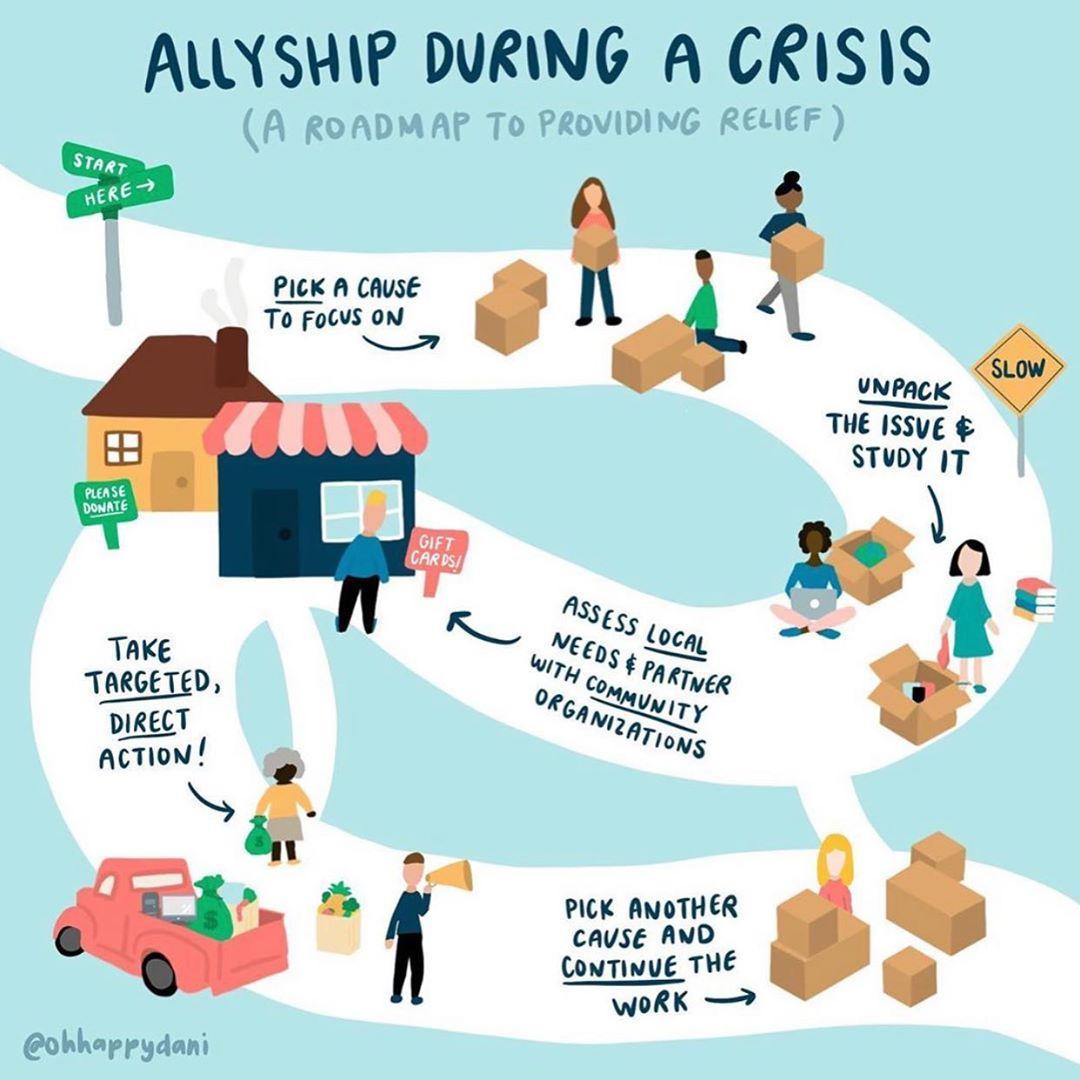 ALLYSHIP DURING A CRISIS
(A ROADMAP TO PROVIDING RELIEF)
START
HERE →
PICK A CAUSE
TO FOCUS ON
SLOW
UNPACK
THE ISSUE &
STUDY IT
PLEASE
DONATE
GIFT
CARDS!
ASSESS LOCAL
NEEDS & PARTNER
WITH COMMUNITY
ORGANIZATIONS
TAKE
TARGETED,
DIRECT
ACTION!
$
$
PICK ANOTHER
CAUSE AND
CONTINUE THE
WORK
@ohhappydani